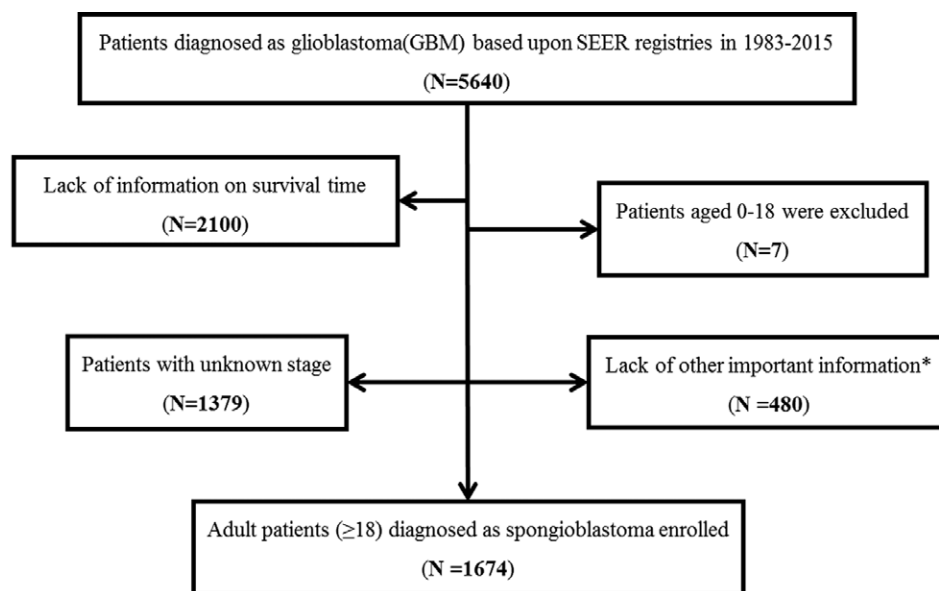 Patients diagnosed as glioblastoma(GBM) based upon SEER registries in 1983-2015
(N=5640)
Lack of information on survival time
(N=2100)
Patients aged 0-18 were excluded
(N=7)
Patients with unknown stage
(N=1379)
Lack of other important information*
(N =480)
Adult patients (≥18) diagnosed as spongioblastoma enrolled
(N =1674)